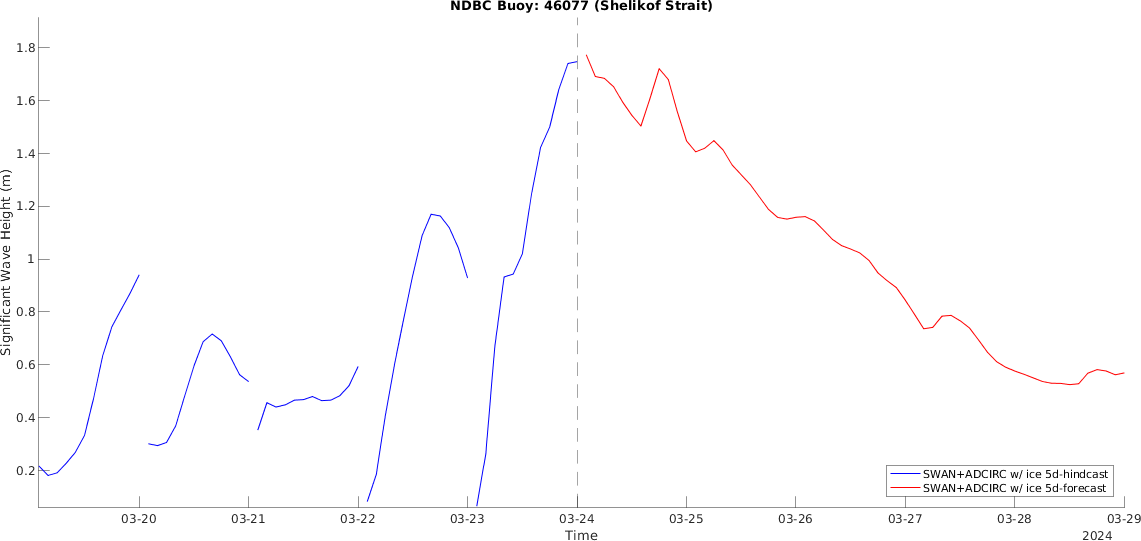 NDBC Buoy: 46077 (Shelikof Strait)
Significant Wave Height (m)
1.8
1.6
1.4
1.2
1
0.8
0.6
0.4
0.2
SWAN+ADCIRC w/ ice 5d-hindcast
SWAN+ADCIRC w/ ice 5d-forecast
03-20 03-21 03-22 03-23 03-24 03-25 03-26 03-27 03-28 03-29
Time
2024